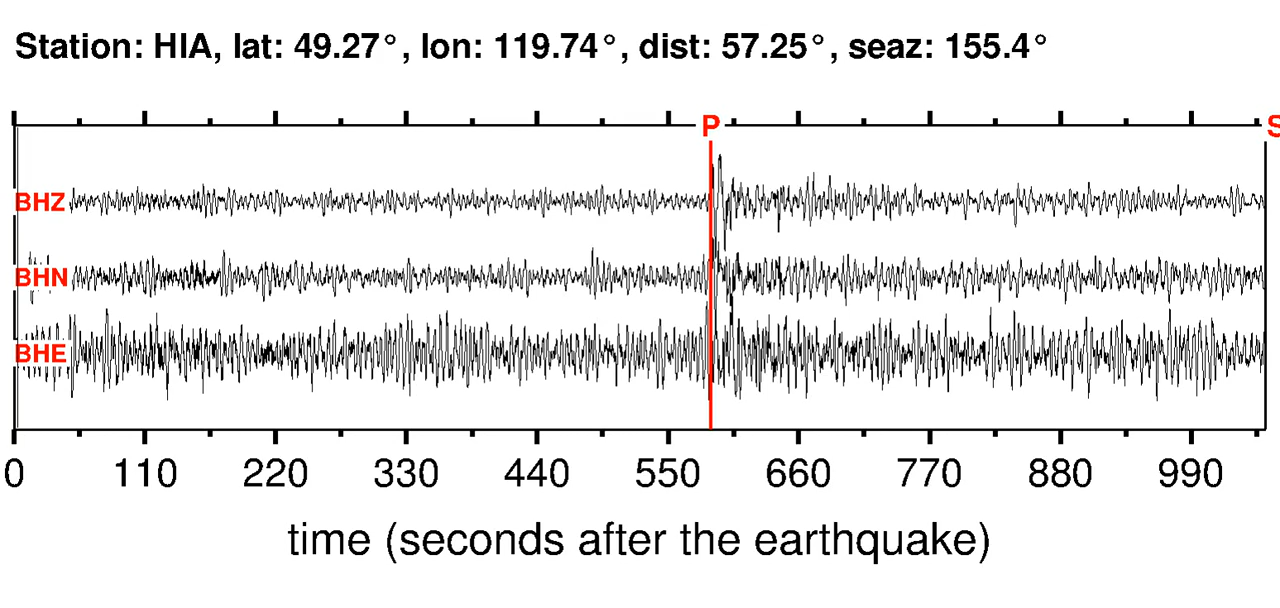 Station: HIA, lat: 49.27°, lon: 119.74°, dist: 57.25°, seaz: 155.4°
P S
BHZ
BHN
BHE
0 110 220 330 440 550 660 770 880 990
time (seconds after the earthquake)